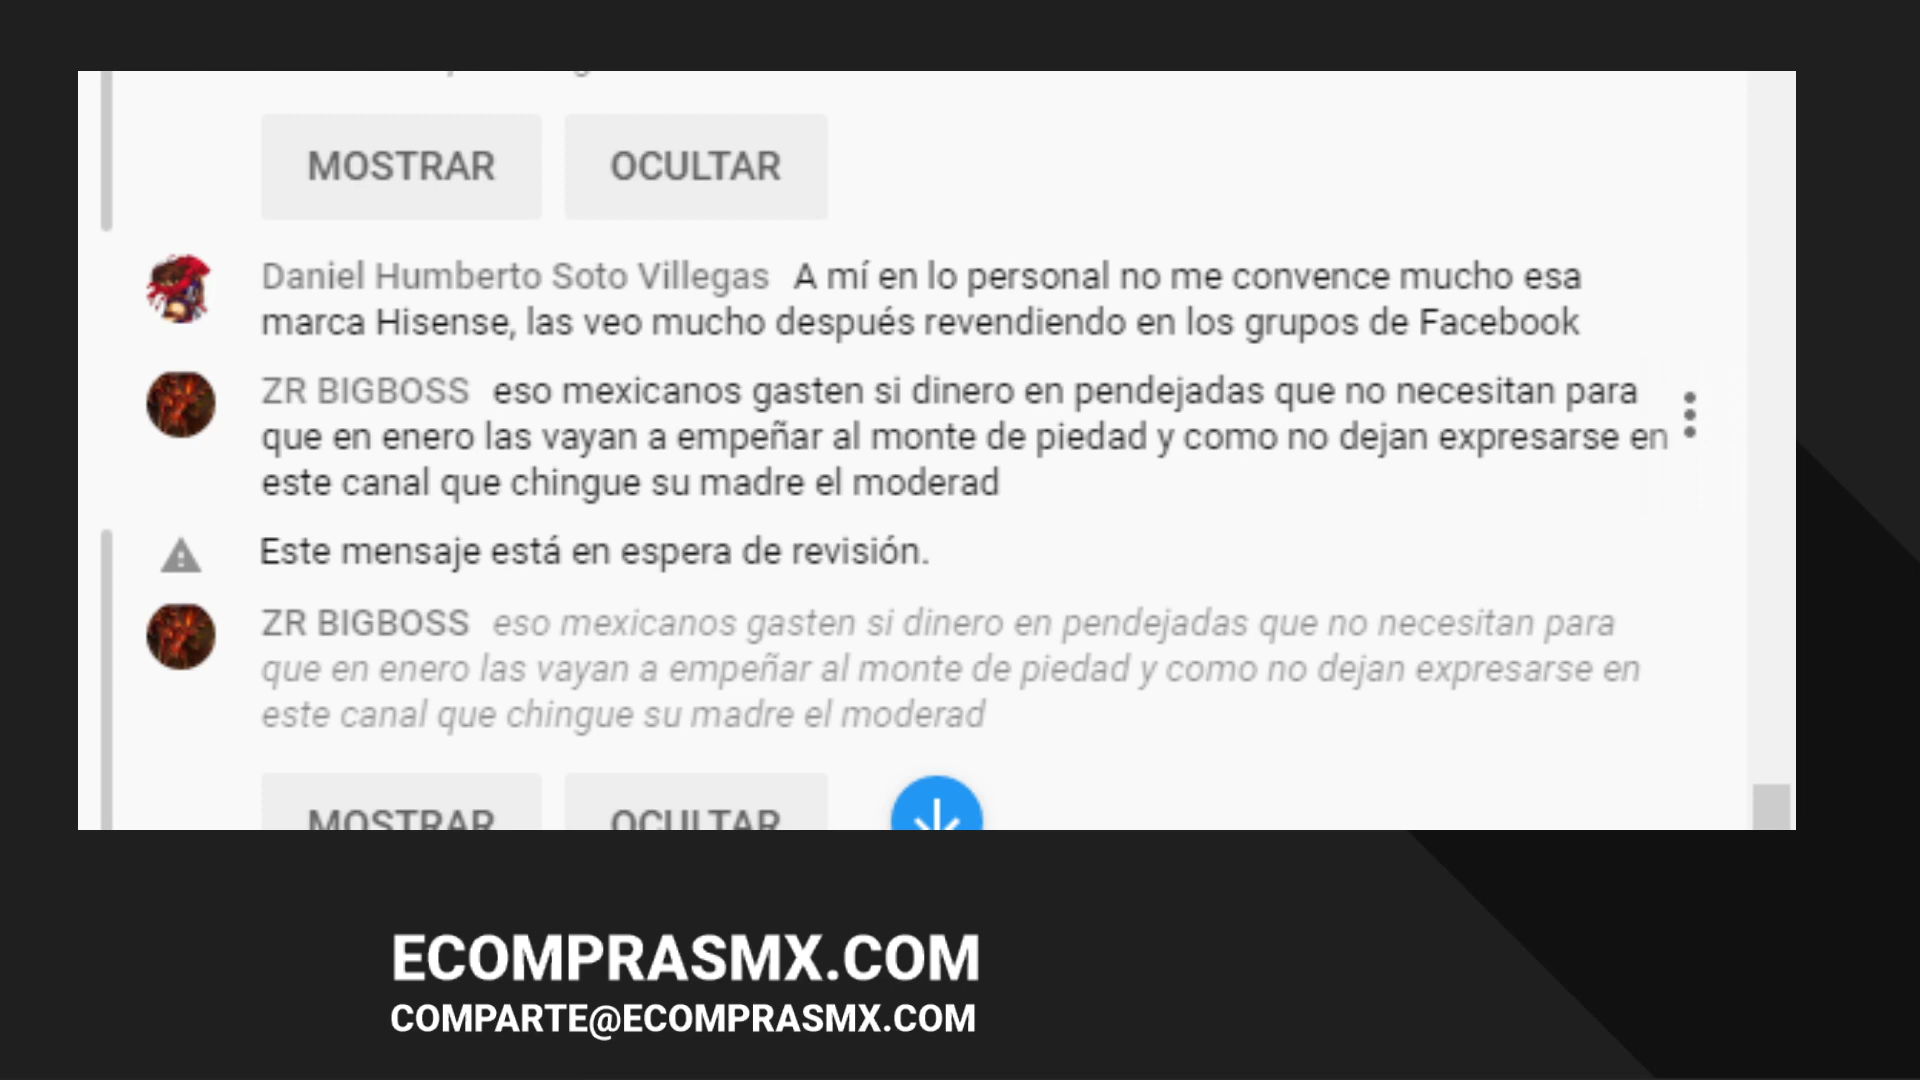 MOSTRAR OCULTAR
Daniel Humberto Soto Villegas A mí en lo personal no me convence mucho esa
marca Hisense, las veo mucho después revendiendo en los grupos de Facebook
ZR BIGBOSS eso mexicanos gasten si dinero en pendejadas que no necesitan para
que en enero las vayan a empeñar al monte de piedad y como no dejan expresarse en
este canal que chingue su madre el moderad
Este mensaje está en espera de revisión.
ZR BIGBOSS eso mexicanos gasten si dinero en pendejadas que no necesitan para
que en enero las vayan a empeñar al monte de piedad y como no dejan expresarse en
este canal que chingue su madre el moderad
MOSTRAR OCULTAR
ECOMPRASMX.COM
COMPARTE@ECOMPRASMX.COM